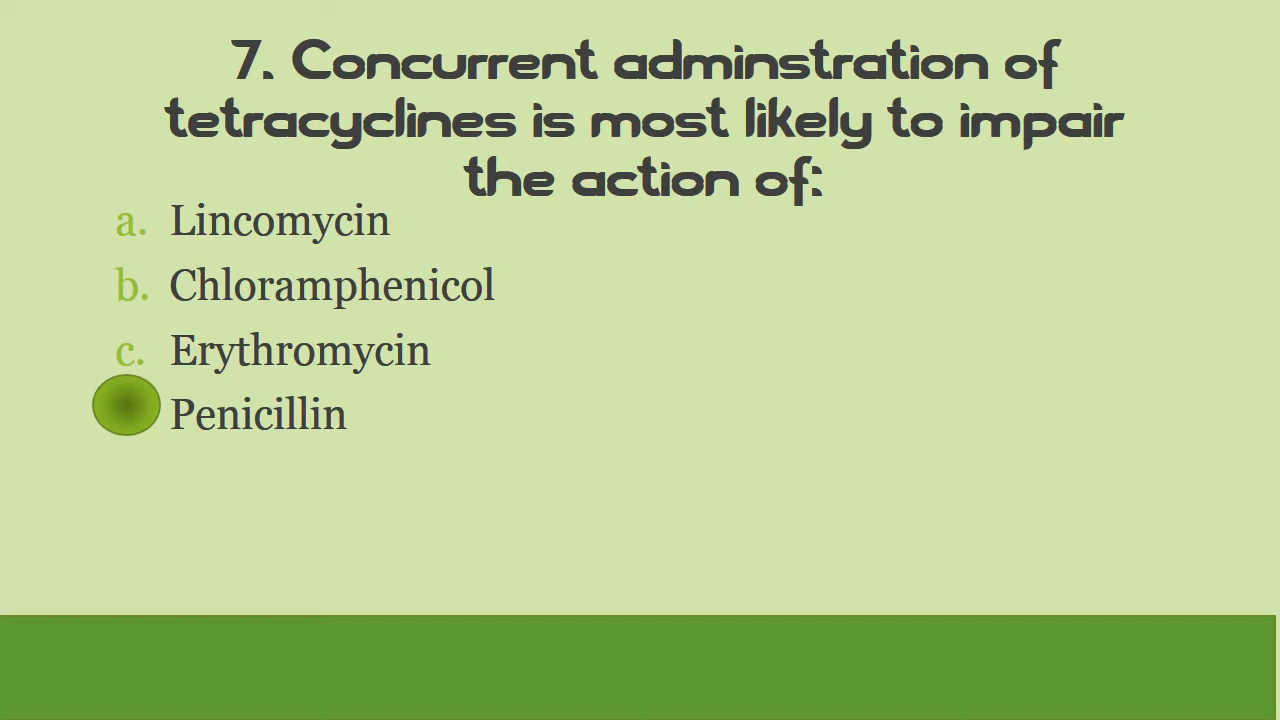 7. Concurrent adminstration of
tetracyclines is most likely to impair
the action of:
a. Lincomycin
b. Chloramphenicol
c. Erythromycin
Penicillin